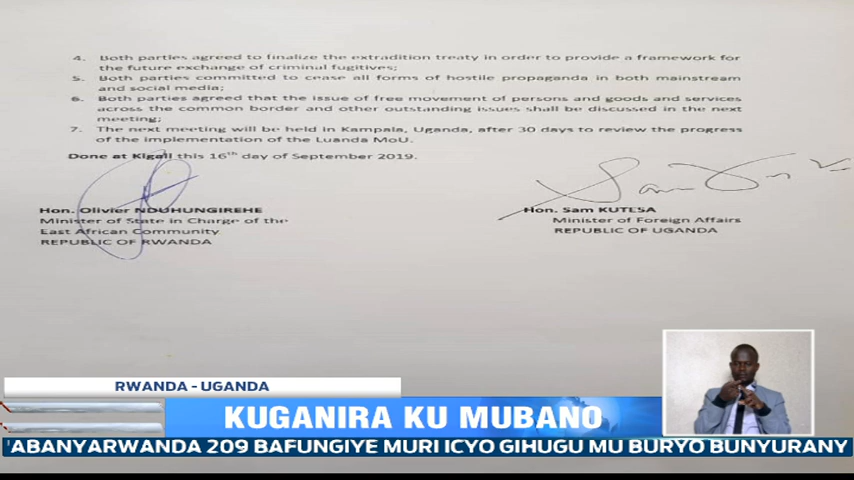 4. Both parties agreed to finalize the extradition treaty in order to provide a framework for
the future exchange of criminal fugitives;
5. Both parties committed to cease all forms of hostile propaganda in both mainstream
and social media;
6. Both parties agreed that the issue of free movement of persons and goods and services
across the common border and other outstanding issues shall be discussed in the next
meeting;
7. The next meeting will be held in Kampala, Uganda, after 30 days to review the progress
of the implementation of the Luanda MoU.
Done at Kigali this 16th day of September 2019.
Hon. Olivier NDUHUNGIREHE
Minister of State in Charge of the
East African Community
REPUBLIC OF RWANDA
Hon. Sam KUTESA
Minister of Foreign Affairs
REPUBLIC OF UGANDA
RWANDA - UGANDA
KUGANIRA KU MUBANO
'ABANYARWANDA 209 BAFUNGIYE MURI ICYO GIHUGU MU BURYO BUNYURANY